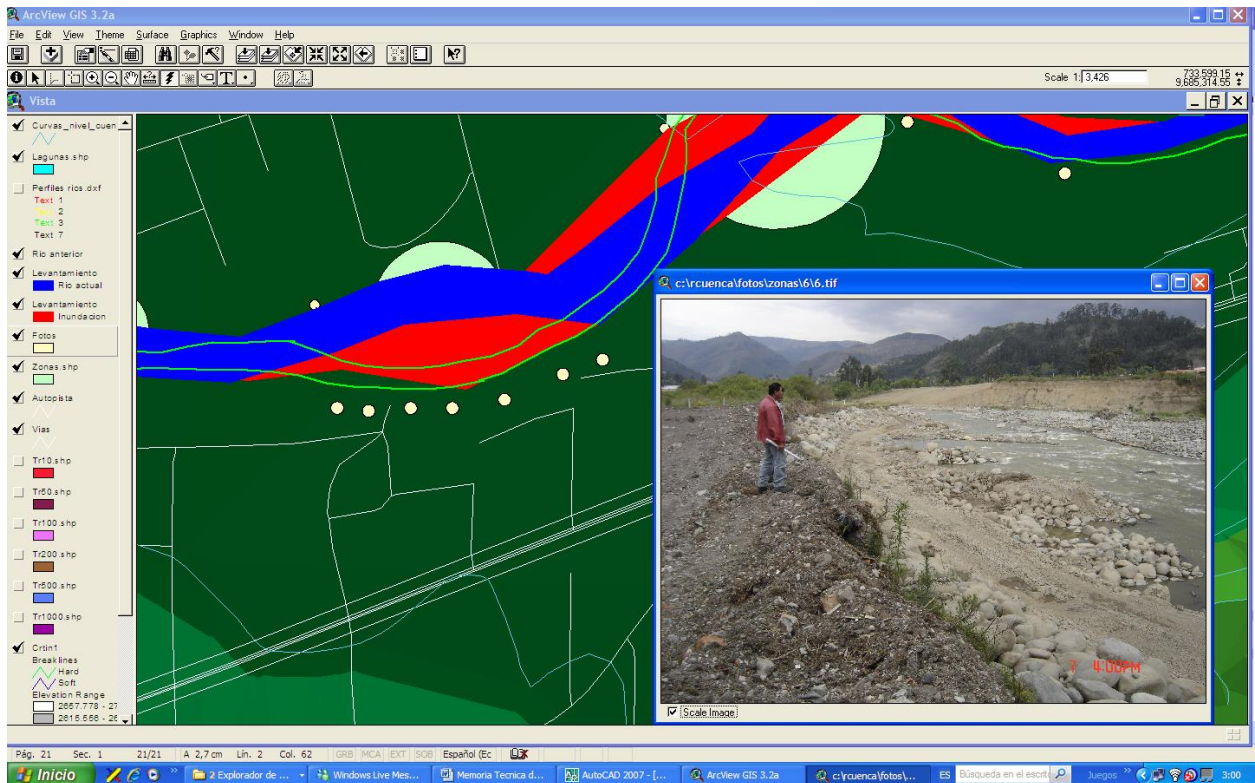 ArcView GIS 3.2a
File Edit View Theme Surface Graphics Window Help
Scale 1: 3,426
733,599.15
9,685,314.55
Vista
Curvas_nivel_cuen
Lagunas.shp
Perfiles rios.dxf
Text 1
Text 2
Text 3
Text 7
Rio anterior
Levantamiento
Rio actual
Levantamiento
Inundacion
Fotos
Zonas.shp
Autopista
Vias
Tr10.shp
Tr50.shp
Tr100.shp
Tr200.shp
Tr500.shp
Tr1000.shp
Crtin1
Breaklines
Hard
Soft
Elevation Range
2657.778 - 27
2615.556 - 26
c:\rcuenca\fotos\zonas\6\6.tif
7 4:00PM
Scale Image
Pág. 21 Sec. 1 21/21 A 2,7 cm Lín. 2 Col. 62 GRB MCA EXT SOB Español (Ec
Inicio » 2 Explorador de ... Windows Live Mes... Memoria Tecnica d... AutoCAD 2007 - [... ArcView GIS 3.2a c:\rcuenca\fotos\... ES Búsqueda en el escrit Juegos » 3:00